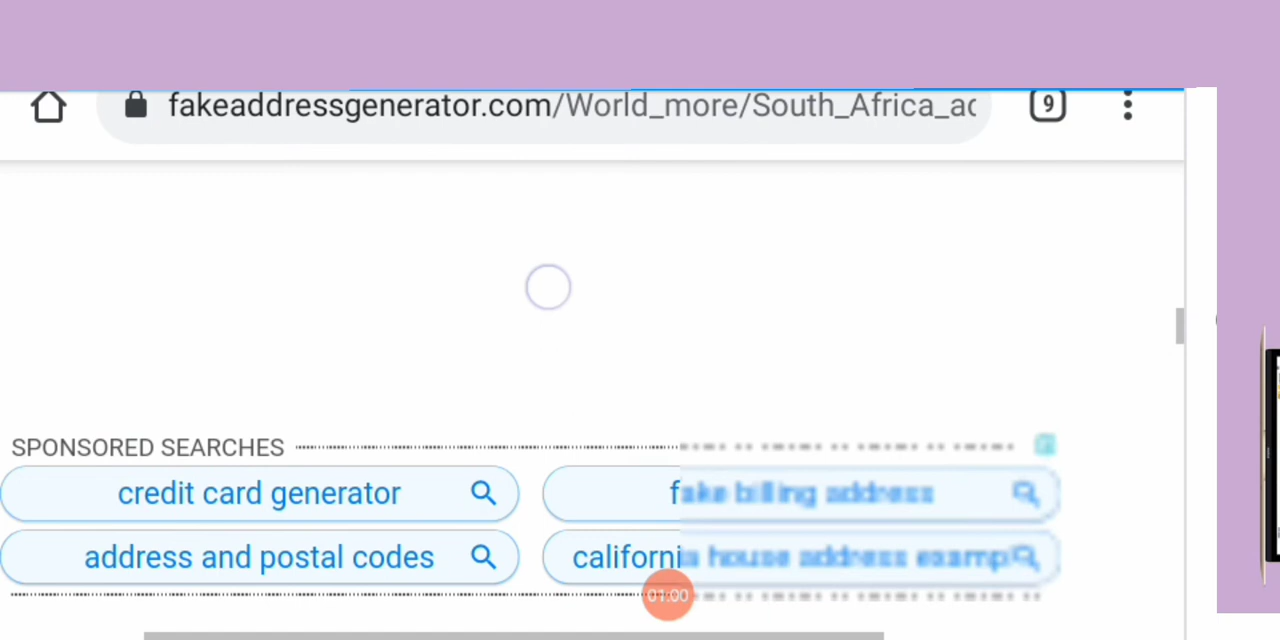 fakeaddressgenerator.com/World_more/South_Africa_ac
9
SPONSORED SEARCHES
credit card generator
fake billing address
address and postal codes
california house address exampl
01:00